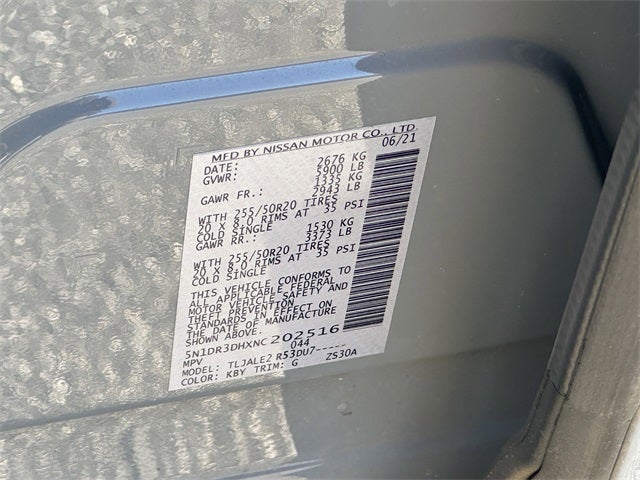 MFD BY NISSAN MOTOR CO., LTD.
DATE: 06/21
GVWR: 2676 KG
5900 LB
GAWR FR.: 1335 KG
2943 LB
WITH 255/50R20 TIRES
20 X 8.0 RIMS AT 35 PSI
COLD SINGLE
GAWR RR.: 1530 KG
3373 LB
WITH 255/50R20 TIRES
20 X 8.0 RIMS AT 35 PSI
COLD SINGLE
THIS VEHICLE CONFORMS TO
ALL APPLICABLE FEDERAL
MOTOR VEHICLE SAFETY AND
STANDARDS IN EFFECT ON
THE DATE OF MANUFACTURE
SHOWN ABOVE.
5N1DR3DHXNC 202516
MPV 044
MODEL: TLJALE2 R53DU7-----
COLOR: KBY TRIM: G ZS30A